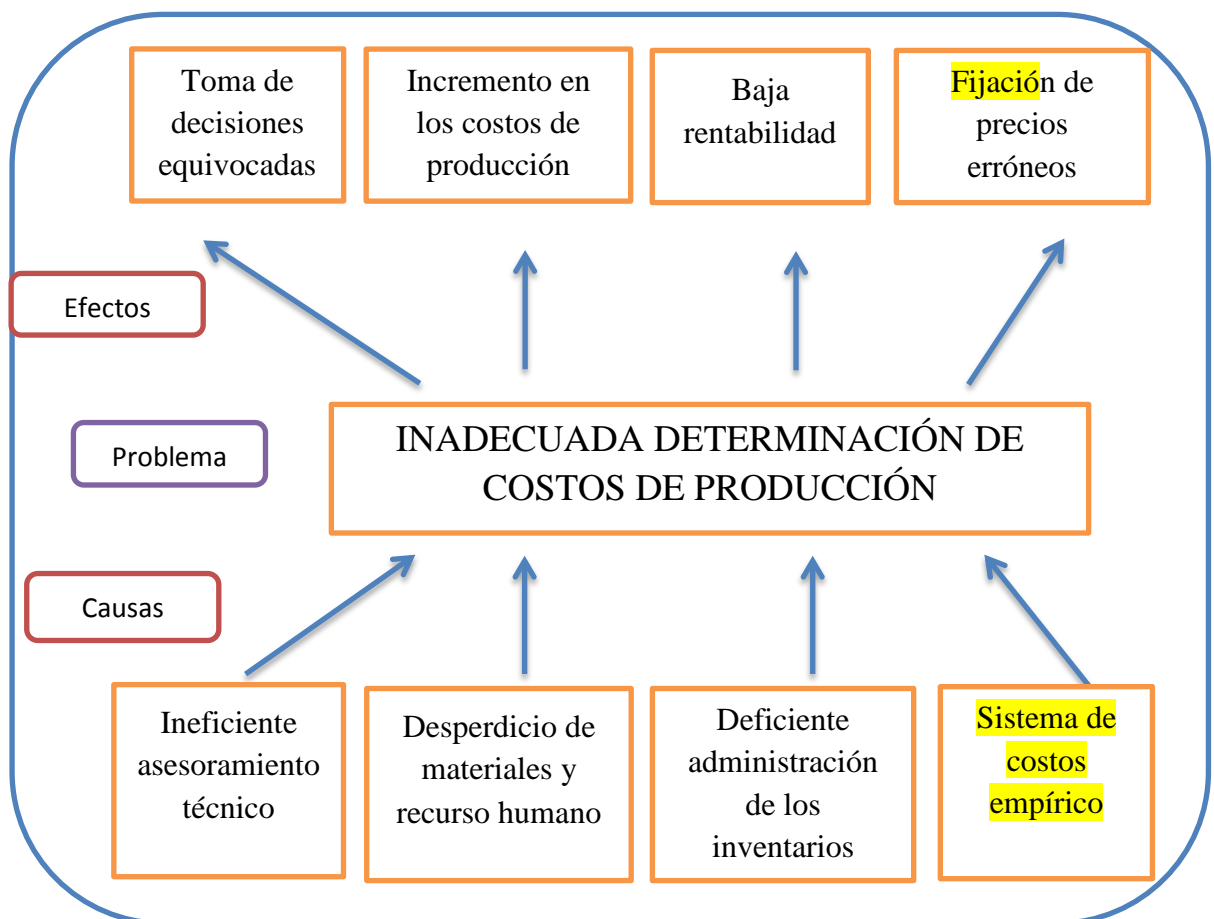 Toma de
decisiones
equivocadas
Incremento en
los costos de
producción
Baja
rentabilidad
Fijación de
precios
erróneos
Efectos
Problema
INADECUADA DETERMINACIÓN DE
COSTOS DE PRODUCCIÓN
Causas
Ineficiente
asesoramiento
técnico
Desperdicio de
materiales y
recurso humano
Deficiente
administración
de los
inventarios
Sistema de
costos
empírico